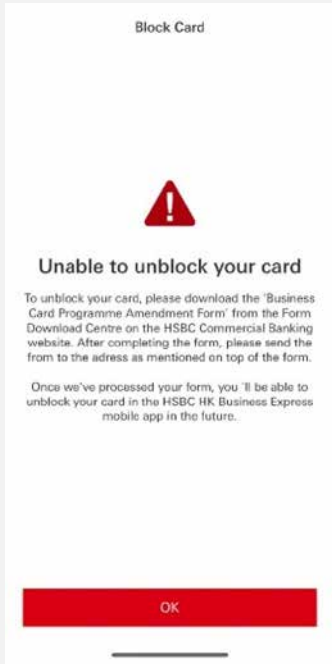 Block Card
!
Unable to unblock your card
To unblock your card, please download the 'Business
Card Programme Amendment Form' from the Form
Download Centre on the HSBC Commercial Banking
website. After completing the form, please send the
from to the adress as mentioned on top of the form.
Once we've processed your form, you 'll be able to
unblock your card in the HSBC HK Business Express
mobile app in the future.
OK